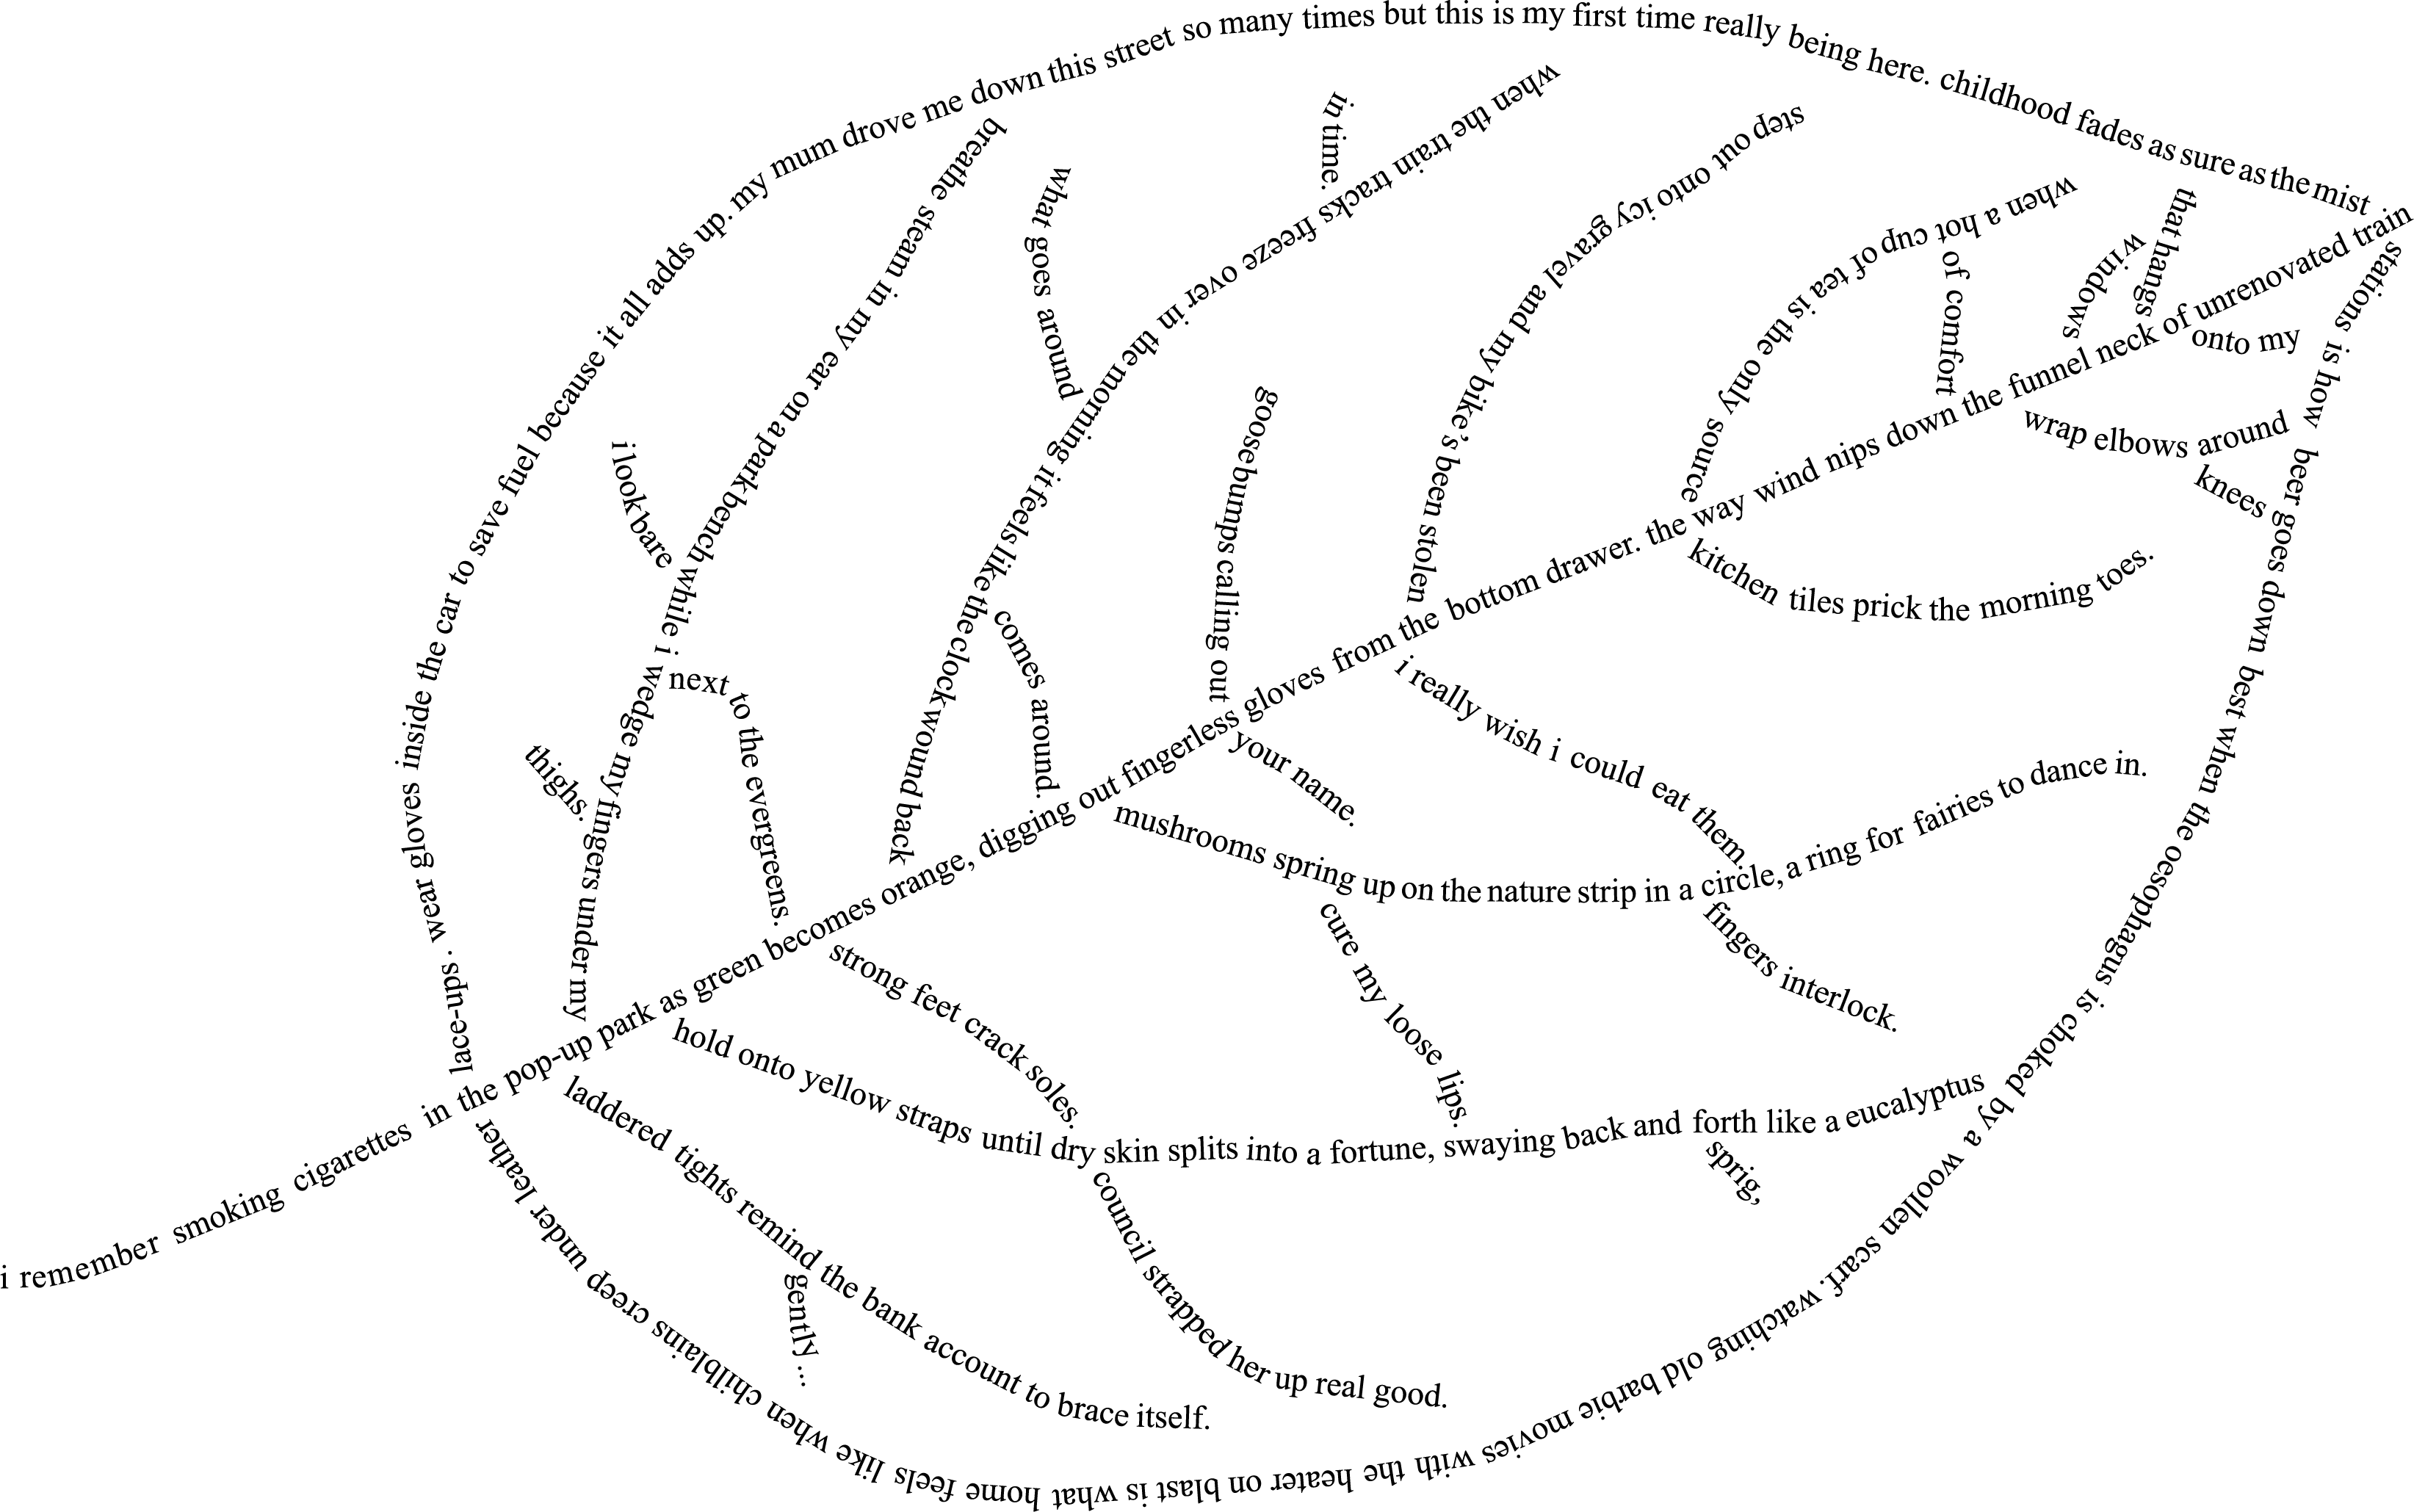 i remember smoking cigarettes in the pop-up park as green becomes orange, digging out fingerless gloves from the bottom drawer. the way wind nips down the funnel neck of unrenovated train
stations is how beer goes down best when the oesophagus is choked by a woollen scarf. watching old barbie movies with the heater on blast is what home feels like when chilblains creep under leather
lace-ups. wear gloves inside the car to save fuel because it all adds up. my mum drove me down this street so many times but this is my first time really being here. childhood fades as sure as the mist
that hangs
onto my
windows
when a hot cup of tea is the only source
of comfort
wrap elbows around
knees
kitchen tiles prick the morning toes.
step out onto icy gravel and my bike's been stolen
i really wish i could eat them.
mushrooms spring up on the nature strip in a circle, a ring for fairies to dance in.
fingers interlock.
cure my loose lips.
goosebumps calling out
your name.
when the train tracks freeze over in the morning it feels like the clock wound back
in time.
what goes around
comes around.
breathe steam in my ear on a park bench while i wedge my fingers under my
thighs.
i look bare
next to the evergreens.
strong feet crack soles.
hold onto yellow straps until dry skin splits into a fortune, swaying back and forth like a eucalyptus
sprig,
council strapped her up real good.
laddered tights remind the bank account to brace itself.
gently ...